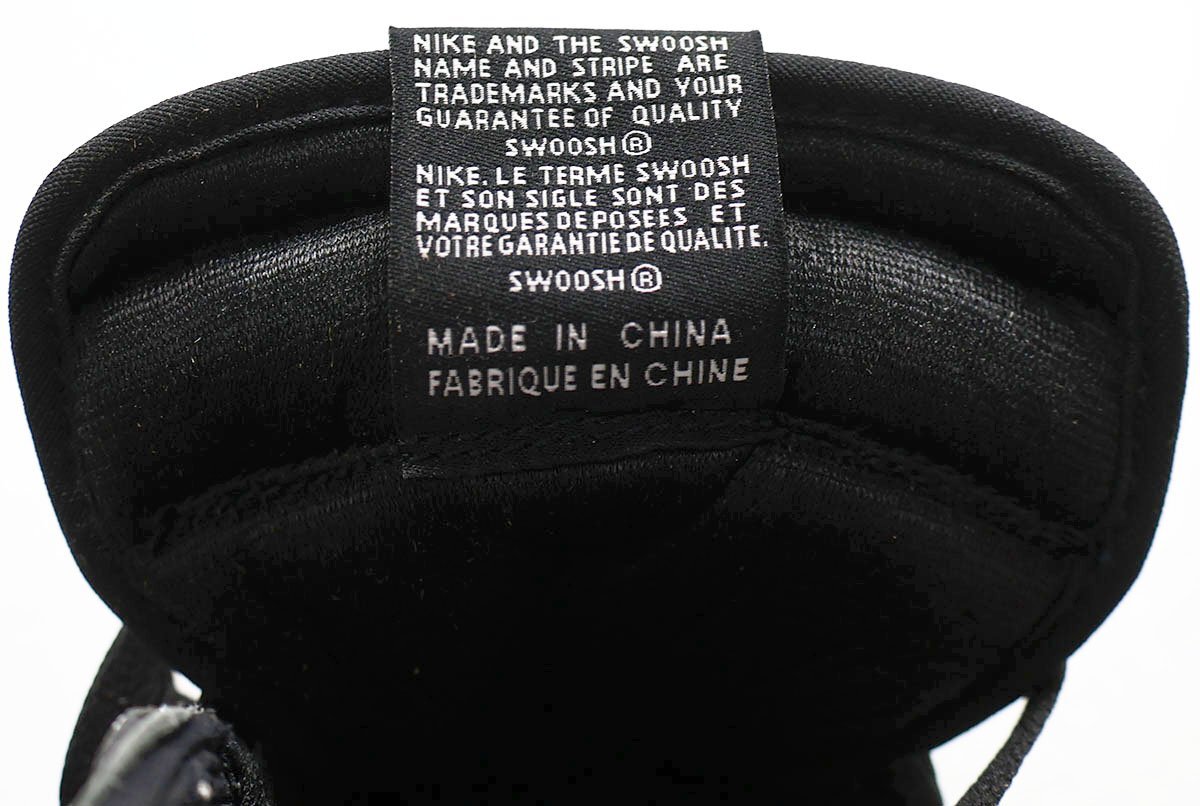 NIKE AND THE SWOOSH
NAME AND STRIPE ARE
TRADEMARKS AND YOUR
GUARANTEE OF QUALITY
SWOOSH®
NIKE. LE TERME SWOOSH
ET SON SIGLE SONT DES
MARQUES DEPOSEES ET
VOTRE GARANTIE DE QUALITE.
SWOOSH®
MADE IN CHINA
FABRIQUE EN CHINE